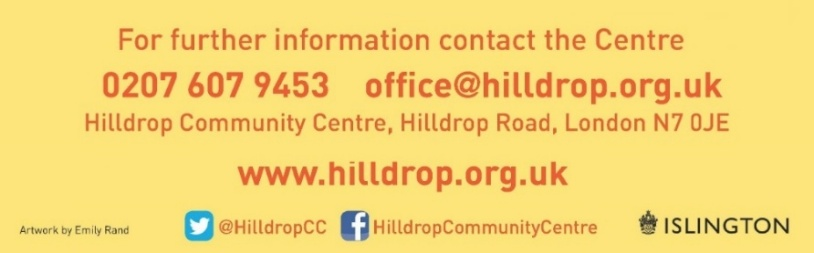 For further information contact the Centre
0207 607 9453 office@hilldrop.org.uk
Hilldrop Community Centre, Hilldrop Road, London N7 0JE
www.hilldrop.org.uk
Artwork by Emily Rand @HilldropCC HilldropCommunityCentre ISLINGTON